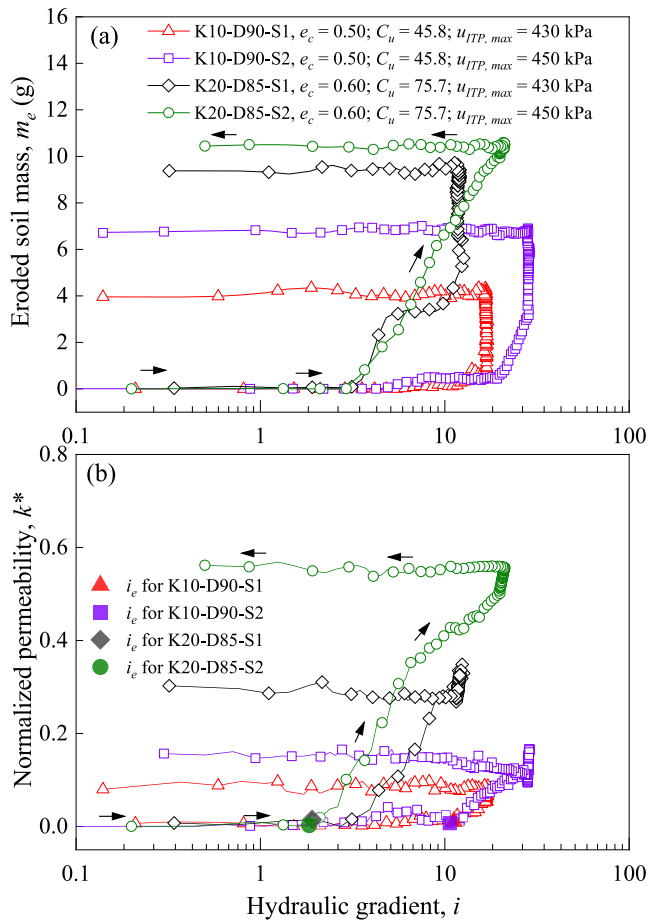 (a)
K10-D90-S1, e_c = 0.50; C_u = 45.8; u_ITP, max = 430 kPa
K10-D90-S2, e_c = 0.50; C_u = 45.8; u_ITP, max = 450 kPa
K20-D85-S1, e_c = 0.60; C_u = 75.7; u_ITP, max = 430 kPa
K20-D85-S2, e_c = 0.60; C_u = 75.7; u_ITP, max = 450 kPa
Eroded soil mass, m_e (g)
16
14
12
10
8
6
4
2
0
0.1 1 10 100
(b)
i_e for K10-D90-S1
i_e for K10-D90-S2
i_e for K20-D85-S1
i_e for K20-D85-S2
Normalized permeability, k*
0.8
0.6
0.4
0.2
0.0
0.1 1 10 100
Hydraulic gradient, i